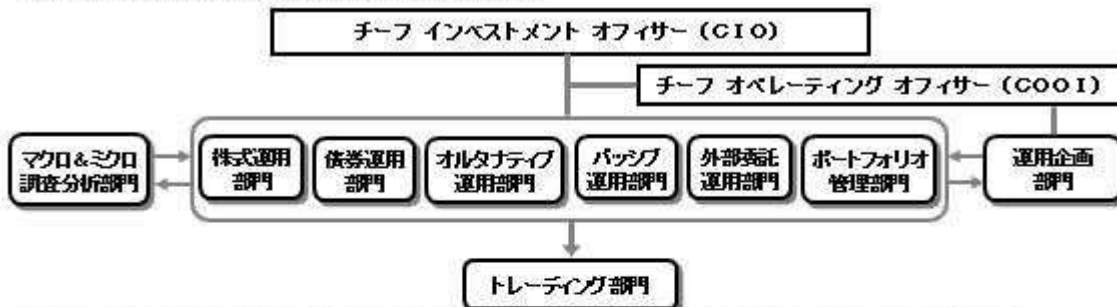 チーフ インベストメント オフィサー (CIO)
チーフ オペレーティング オフィサー (COOI)
マクロ&ミクロ
調査分析部門
株式運用
部門
債券運用
部門
オルタナティブ
運用部門
パッシブ
運用部門
外部委託
運用部門
ポートフォリオ
管理部門
運用企画
部門
トレーディング部門